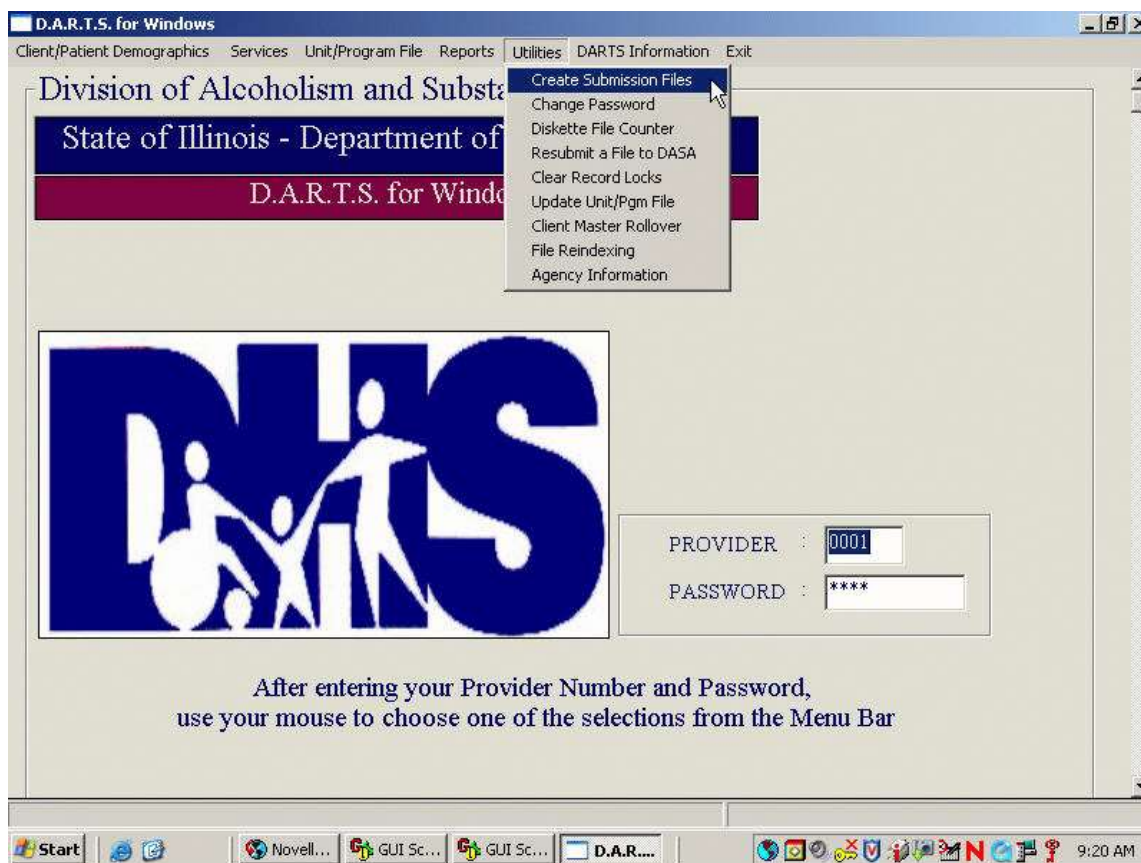 D.A.R.T.S. for Windows
Client/Patient Demographics Services Unit/Program File Reports Utilities DARTS Information Exit
Division of Alcoholism and Subst
Create Submission Files
Change Password
Diskette File Counter
Resubmit a File to DASA
Clear Record Locks
Update Unit/Pgm File
Client Master Rollover
File Reindexing
Agency Information
State of Illinois - Department of
D.A.R.T.S. for Windo
DHS
PROVIDER : 0001
PASSWORD : ****
After entering your Provider Number and Password,
use your mouse to choose one of the selections from the Menu Bar
Start Novell... GUI Sc... GUI Sc... D.A.R.... 9:20 AM